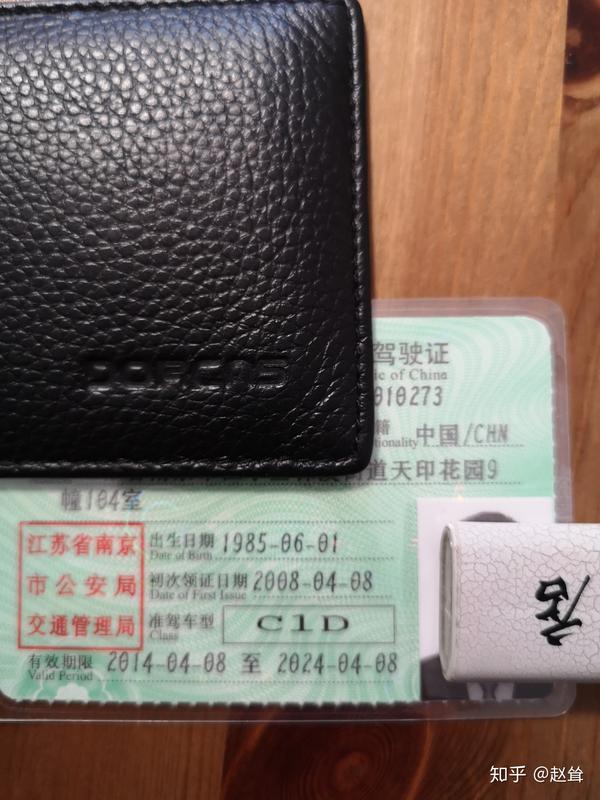 驾驶证
ic of China
010273
籍 中国/CHN
tionality
道天印花园9
幢104室
江苏省南京
市公安局
交通管理局
出生日期 1985-06-01
Date of Birth
初次领证日期 2008-04-08
Date of First Issue
准驾车型 C1D
Class
有效期限 2014-04-08 至 2024-04-08
Valid Period
知乎 @赵耸